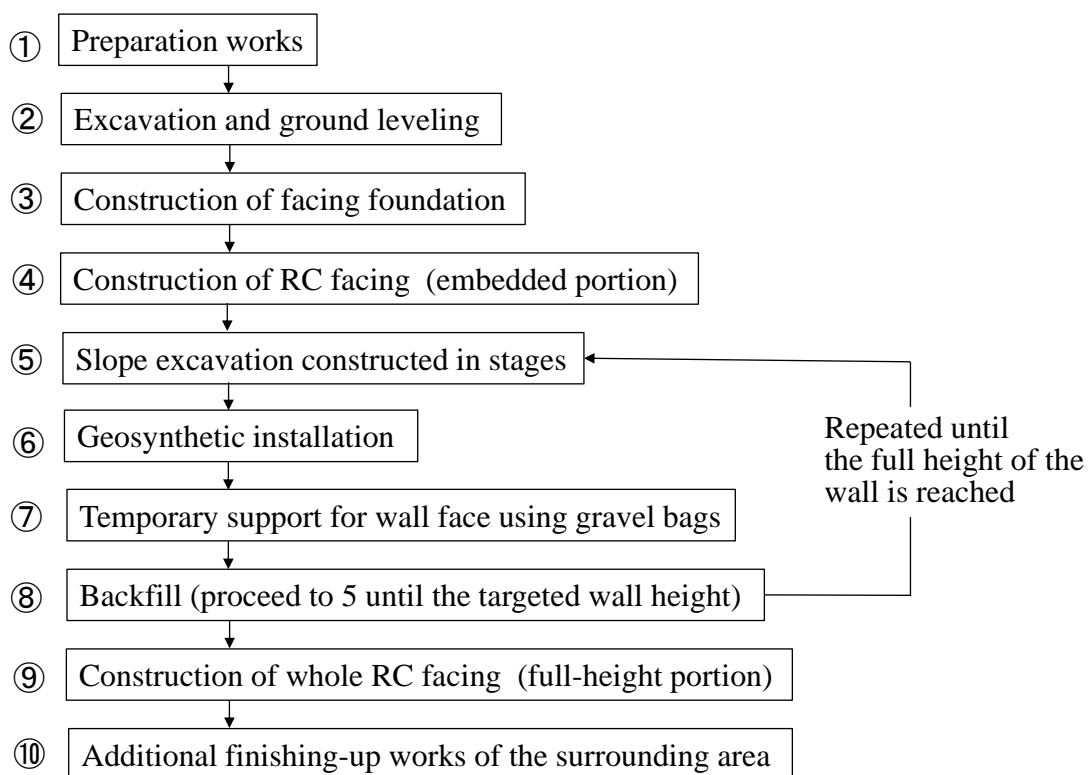 ① Preparation works
② Excavation and ground leveling
③ Construction of facing foundation
④ Construction of RC facing (embedded portion)
⑤ Slope excavation constructed in stages
⑥ Geosynthetic installation
Repeated until
the full height of the
wall is reached
⑦ Temporary support for wall face using gravel bags
⑧ Backfill (proceed to 5 until the targeted wall height)
⑨ Construction of whole RC facing (full-height portion)
⑩ Additional finishing-up works of the surrounding area